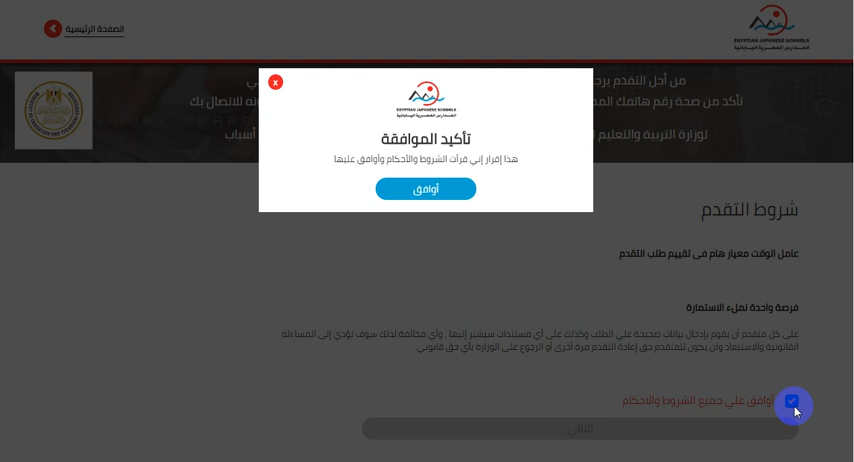 الصفحة الرئيسية
EGYPTIAN JAPANESE SCHOOLS
المدارس المصرية اليابانية
من أجل التقدم
تأكد من صحة رقم هاتفك
ونه للاتصال بك
لوزارة التربية والتعليم
أسباب
x
EGYPTIAN JAPANESE SCHOOLS
المدارس المصرية اليابانية
تأكيد الموافقة
هذا إقرار إني قرأت الشروط والأحكام وأوافق عليها
أوافق
شروط التقدم
عامل الوقت معيار هام فى تقييم طلب التقدم
فرصة واحدة لملء الاستمارة
على كل متقدم أن يقوم بإدخال بيانات صحيحة علي الطلب وكذلك علي أي مستندات سيشير إليها , وأي مخالفة لذلك سوف تؤدي إلى المساءلة
القانونية والاستبعاد ولن يكون للمتقدم حق إعادة التقدم مرة أخرى أو الرجوع على الوزارة بأي حق قانوني
أوافق علي جميع الشروط والاحكام
التالي